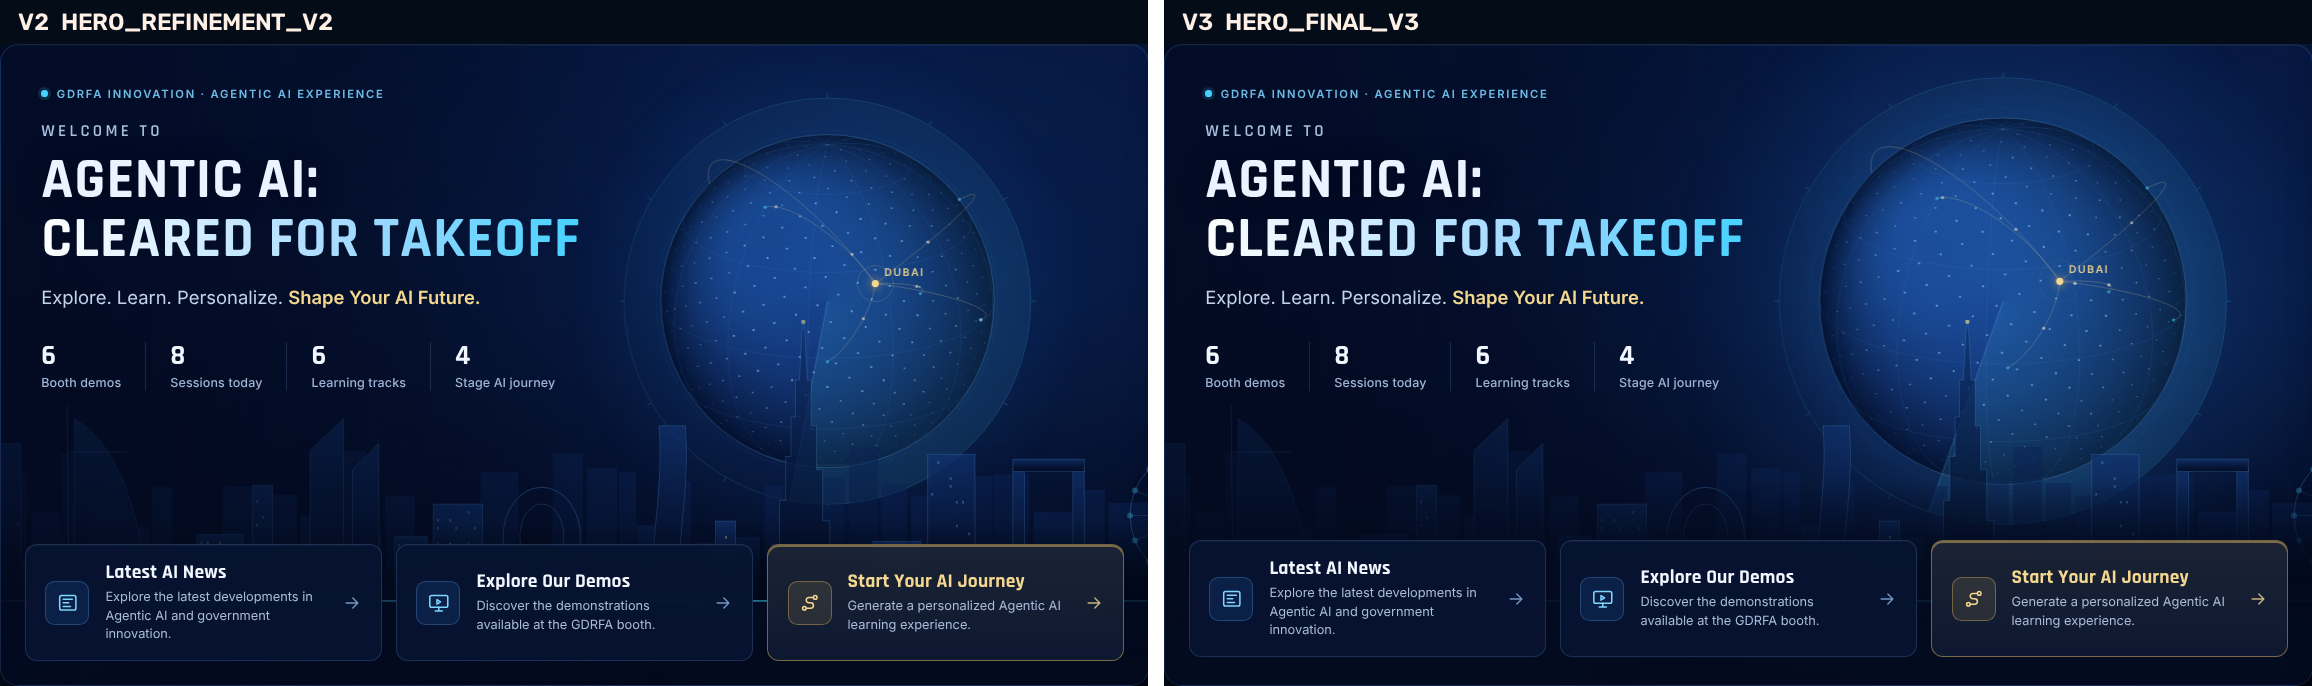 V2 HERO_REFINEMENT_V2
GDRFA INNOVATION · AGENTIC AI EXPERIENCE
WELCOME TO
AGENTIC AI:
CLEARED FOR TAKEOFF
Explore. Learn. Personalize. Shape Your AI Future.
6
Booth demos
8
Sessions today
6
Learning tracks
4
Stage AI journey
DUBAI
Latest AI News
Explore the latest developments in
Agentic AI and government
innovation.
Explore Our Demos
Discover the demonstrations
available at the GDRFA booth.
Start Your AI Journey
Generate a personalized Agentic AI
learning experience.
V3 HERO_FINAL_V3
GDRFA INNOVATION · AGENTIC AI EXPERIENCE
WELCOME TO
AGENTIC AI:
CLEARED FOR TAKEOFF
Explore. Learn. Personalize. Shape Your AI Future.
6
Booth demos
8
Sessions today
6
Learning tracks
4
Stage AI journey
DUBAI
Latest AI News
Explore the latest developments in
Agentic AI and government
innovation.
Explore Our Demos
Discover the demonstrations
available at the GDRFA booth.
Start Your AI Journey
Generate a personalized Agentic AI
learning experience.